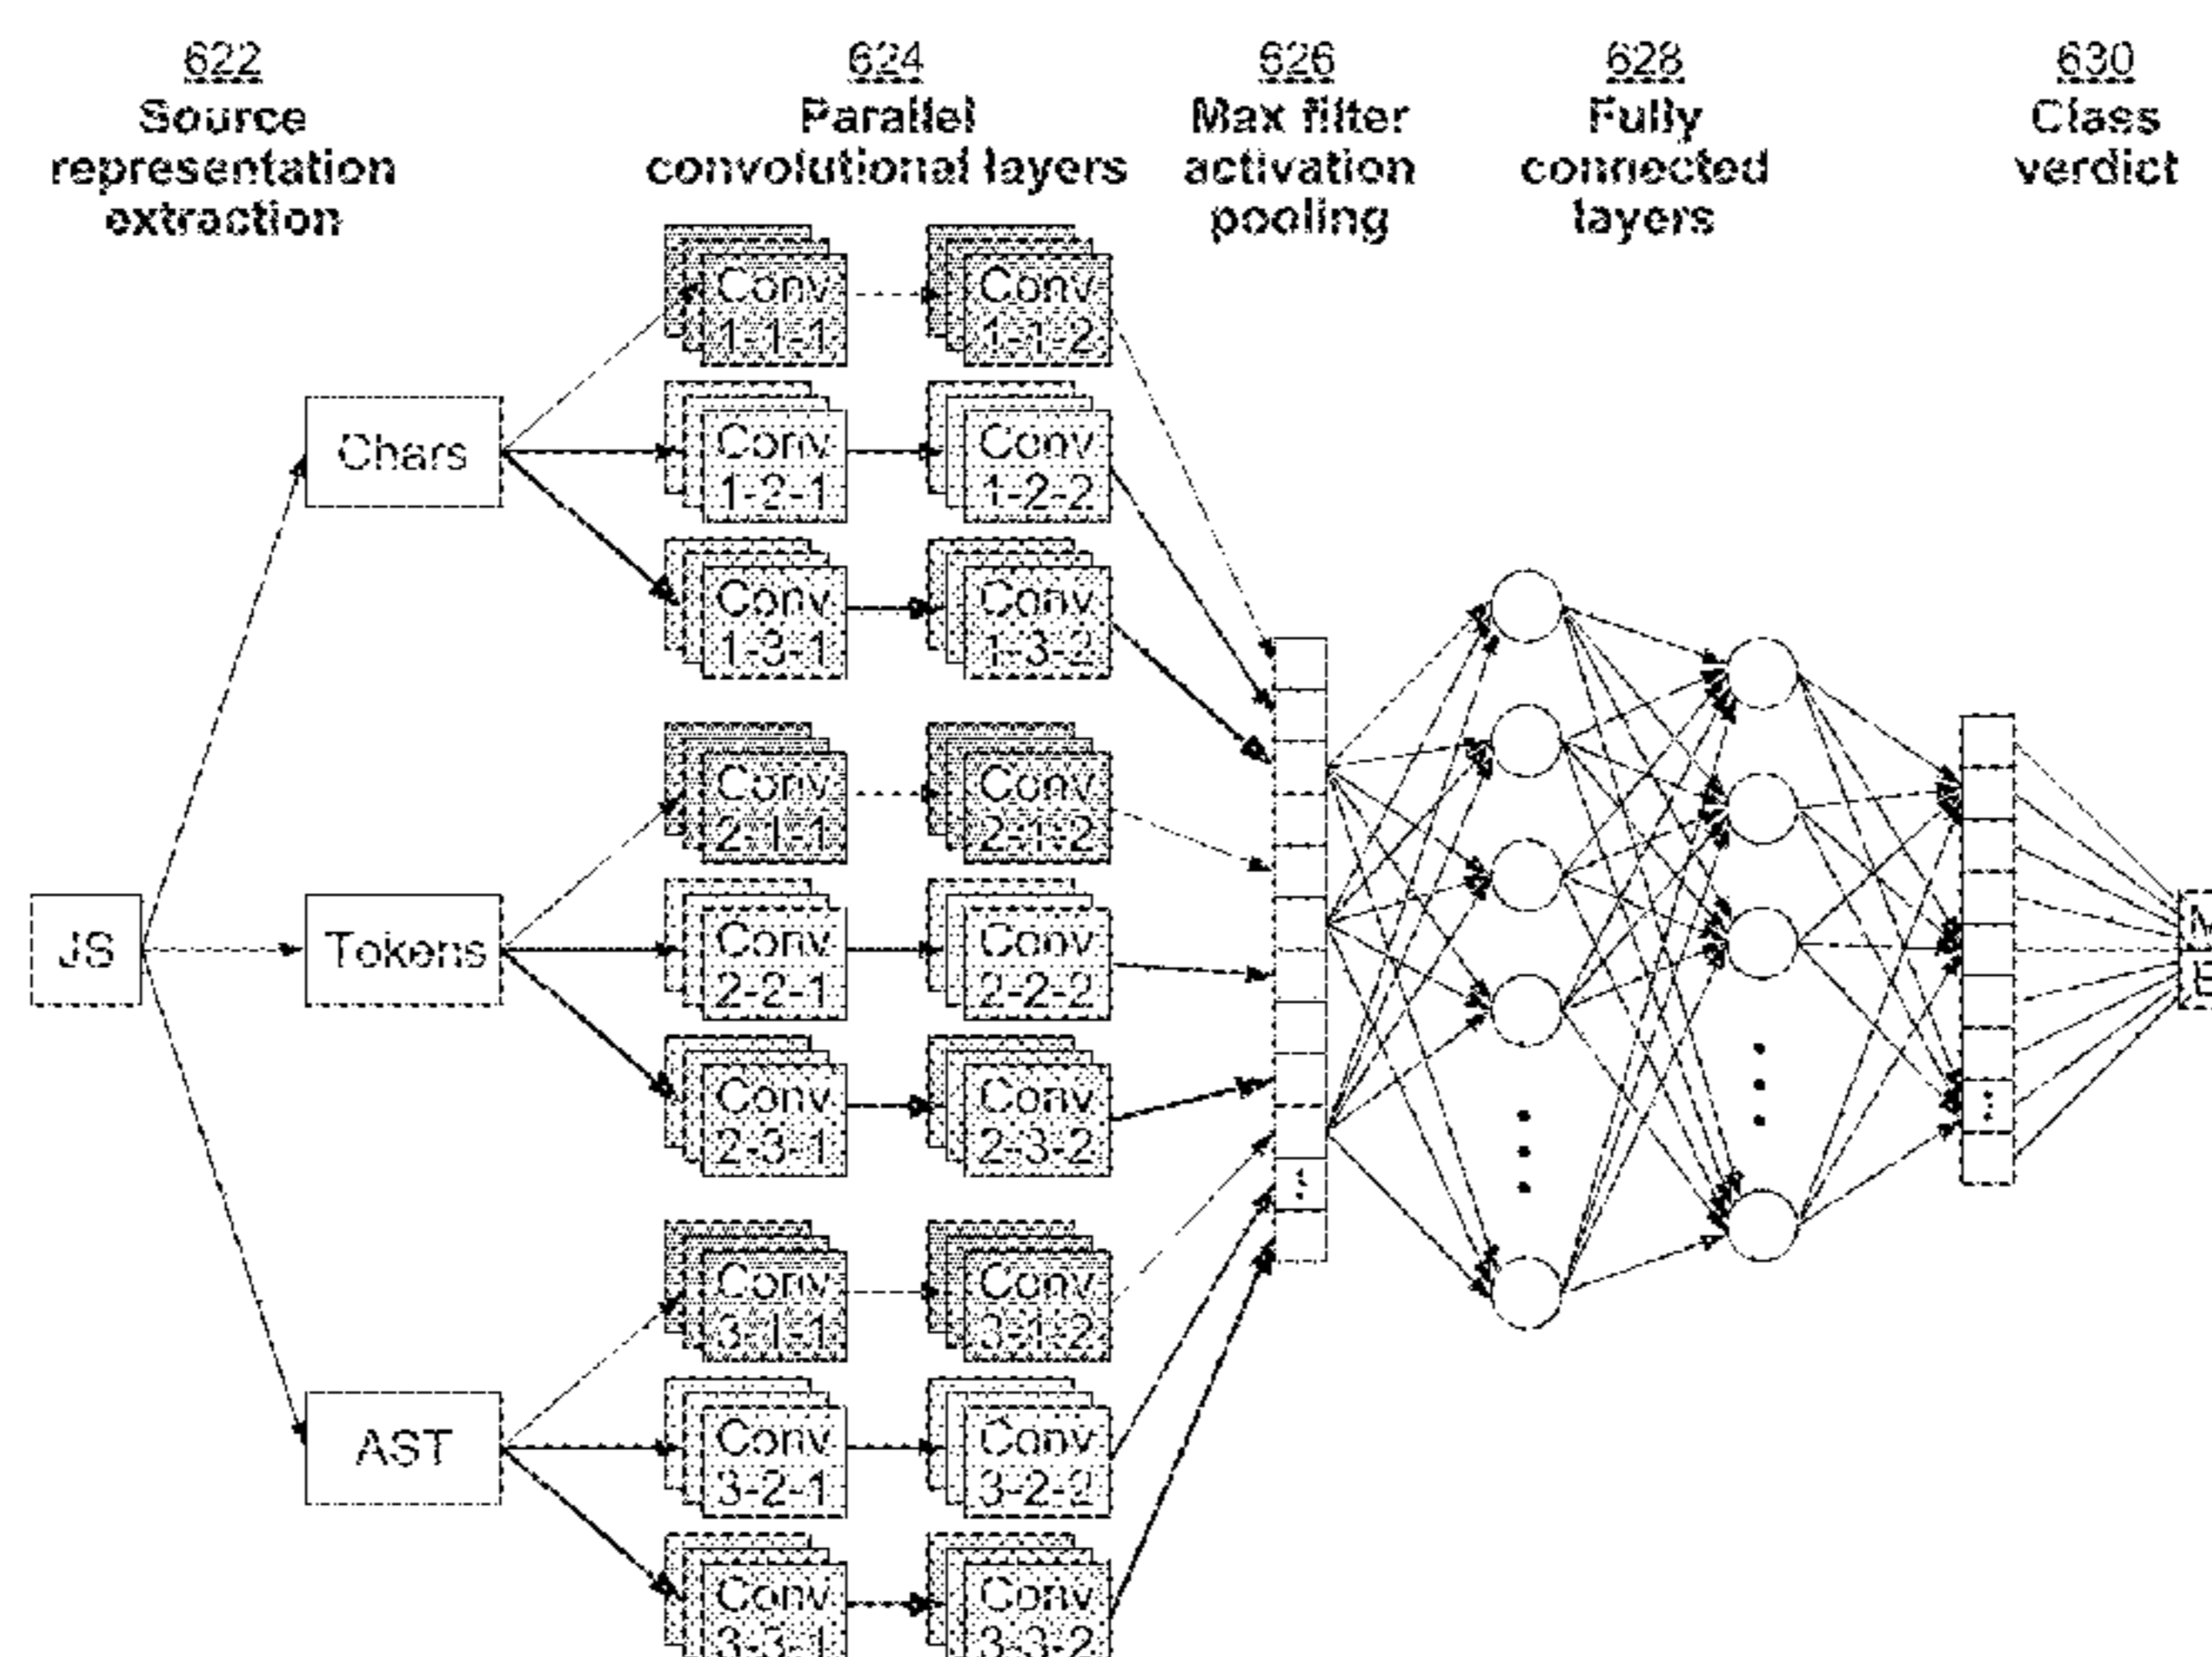 622
Source
representation
extraction
624
Parallel
convolutional layers
626
Max filter
activation
pooling
628
Fully
connected
layers
630
Class
verdict
JS
Chars
Tokens
AST
Conv
1-1-1
Conv
1-1-2
Conv
1-2-1
Conv
1-2-2
Conv
1-3-1
Conv
1-3-2
Conv
2-1-1
Conv
2-1-2
Conv
2-2-1
Conv
2-2-2
Conv
2-3-1
Conv
2-3-2
Conv
3-1-1
Conv
3-1-2
Conv
3-2-1
Conv
3-2-2
Conv
3-3-1
Conv
3-3-2